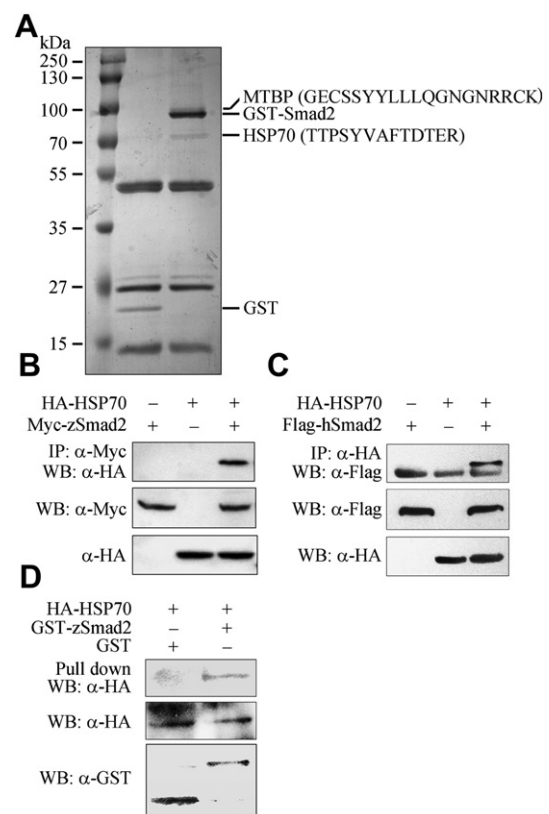 A
kDa
250
130
100
70
55
35
27
15
MTBP (GECSSYYLLLQGNGNRRCK)
GST-Smad2
HSP70 (TTPSYVAFTDTER)
GST
B
HA-HSP70 – + +
Myc-zSmad2 + – +
IP: α-Myc
WB: α-HA
WB: α-Myc
α-HA
C
HA-HSP70 – + +
Flag-hSmad2 + – +
IP: α-HA
WB: α-Flag
WB: α-Flag
WB: α-HA
D
HA-HSP70 + +
GST-zSmad2 – +
GST + –
Pull down
WB: α-HA
WB: α-HA
WB: α-GST